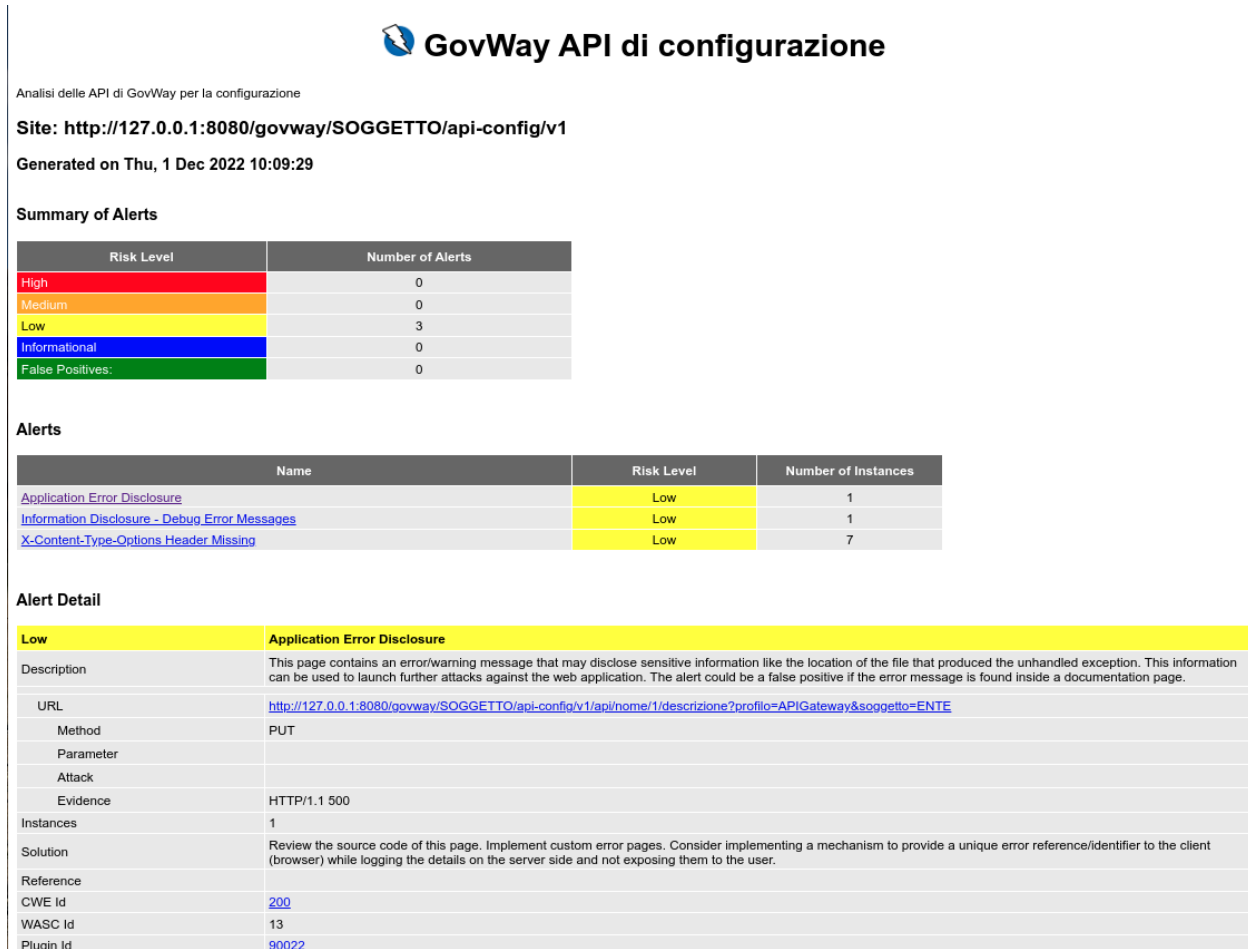 GovWay API di configurazione
Analisi delle API di GovWay per la configurazione
Site: http://127.0.0.1:8080/govway/SOGGETTO/api-config/v1
Generated on Thu, 1 Dec 2022 10:09:29
Summary of Alerts
Risk Level Number of Alerts
High 0
Medium 0
Low 3
Informational 0
False Positives: 0
Alerts
Name Risk Level Number of Instances
Application Error Disclosure Low 1
Information Disclosure - Debug Error Messages Low 1
X-Content-Type-Options Header Missing Low 7
Alert Detail
Low Application Error Disclosure
Description This page contains an error/warning message that may disclose sensitive information like the location of the file that produced the unhandled exception. This information
can be used to launch further attacks against the web application. The alert could be a false positive if the error message is found inside a documentation page.
URL http://127.0.0.1:8080/govway/SOGGETTO/api-config/v1/api/nome/1/descrizione?profilo=APIGateway&soggetto=ENTE
Method PUT
Parameter
Attack
Evidence HTTP/1.1 500
Instances 1
Solution Review the source code of this page. Implement custom error pages. Consider implementing a mechanism to provide a unique error reference/identifier to the client
(browser) while logging the details on the server side and not exposing them to the user.
Reference
CWE Id 200
WASC Id 13
Plugin Id 90022